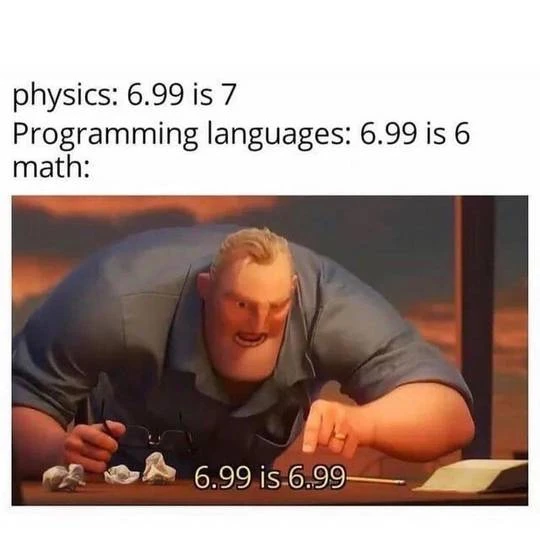 physics: 6.99 is 7
Programming languages: 6.99 is 6
math:
6.99 is 6.99